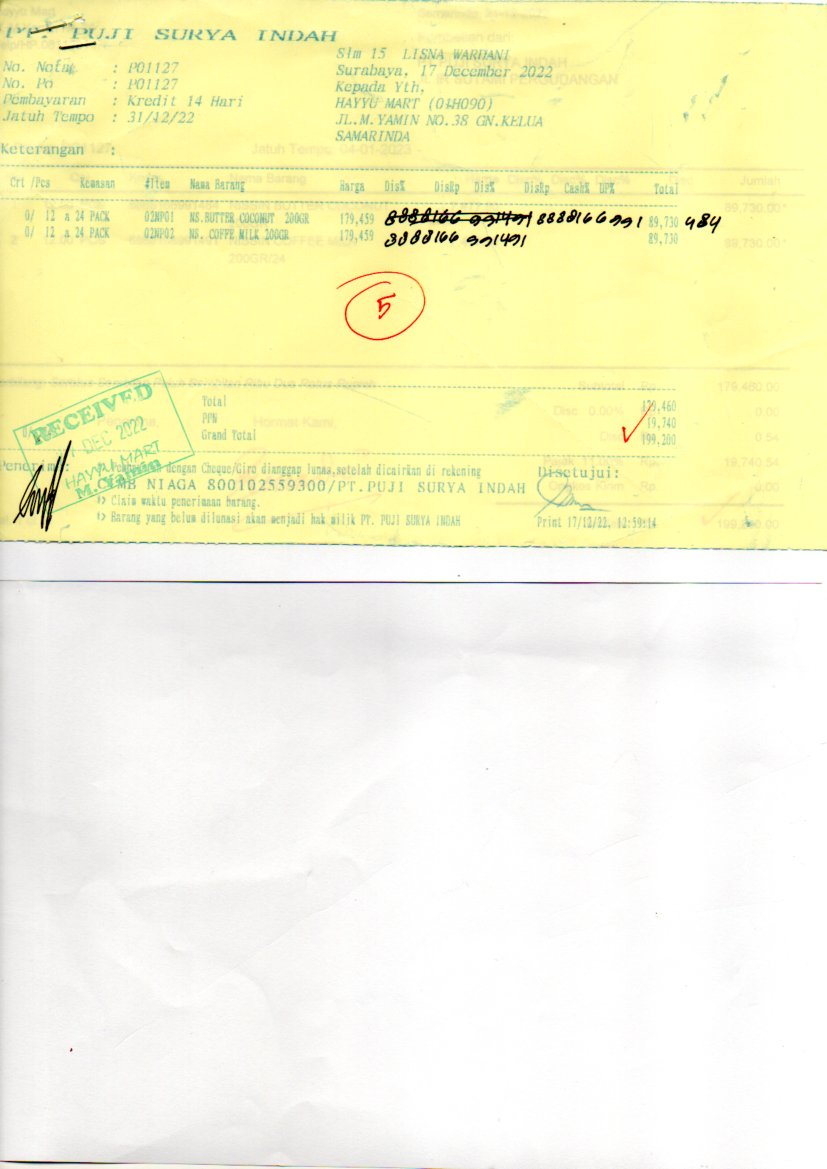 PT. PUJI SURYA INDAH
Slm 15 LISNA WARDANI
No. Nota : P01127
Surabaya, 17 December 2022
No. Po : P01127
Kepada Yth,
Pembayaran : Kredit 14 Hari
HAYYU MART (04H090)
Jatuh Tempo : 31/12/22
JL.M.YAMIN NO.38 GN.KELUA
SAMARINDA
Keterangan :
Crt /Pcs Kemasan #Item Nama Barang Harga Dis% DisRp Dis% DisRp Cash% DP% Total
0/ 12 a 24 PACK 02NP01 NS.BUTTER COCONUT 200GR 179,459 8888166 991 89,730 484
0/ 12 a 24 PACK 02NP02 NS. COFFE MILK 200GR 179,459 8888166 991491 89,730
5
Total 179,460
PPN 19,740
Grand Total 199,200
RECEIVED
DEC 2022
HAYYU MART
Penerima:
dengan Cheque/Giro dianggap lunas,setelah dicairkan di rekening
Disetujui:
NIAGA 800102559300/PT.PUJI SURYA INDAH
Claim waktu penerimaan barang.
Barang yang belum dilunasi akan menjadi hak milik PT. PUJI SURYA INDAH
Print 17/12/22. 12:59:14